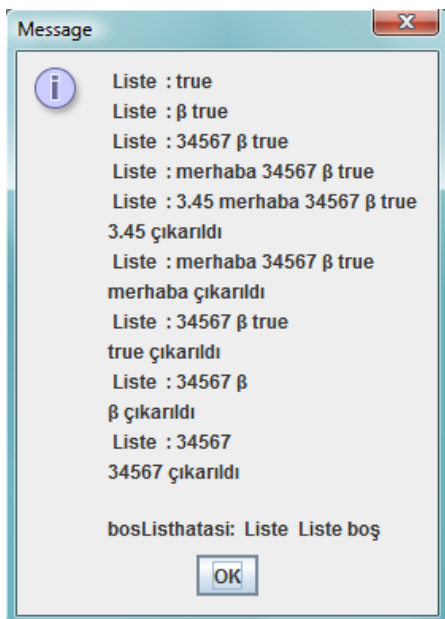 Message
Liste : true
Liste : β true
Liste : 34567 β true
Liste : merhaba 34567 β true
Liste : 3.45 merhaba 34567 β true
3.45 çıkarıldı
Liste : merhaba 34567 β true
merhaba çıkarıldı
Liste : 34567 β true
true çıkarıldı
Liste : 34567 β
β çıkarıldı
Liste : 34567
34567 çıkarıldı
bosListhatasi: Liste Liste boş
OK